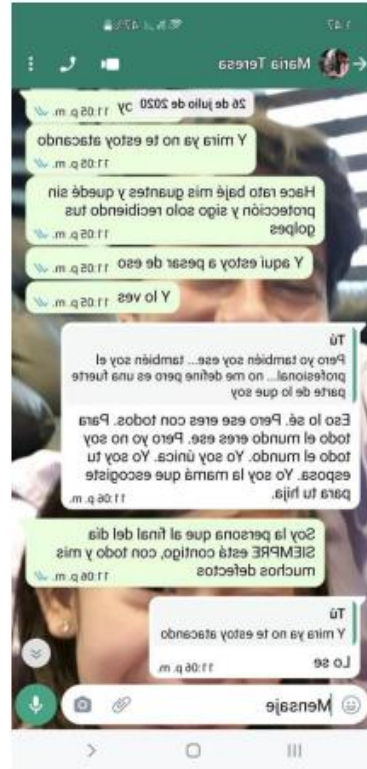 1:47
María Teresa
26 de julio de 2020
11:05 p. m.
Y mira ya no te estoy atacando
11:05 p. m.
Hace rato bajé mis guantes y quedé sin
protección y sigo solo recibiendo tus
golpes
11:05 p. m.
Y aquí estoy a pesar de eso 11:05 p. m.
Y lo ves 11:05 p. m.
Tú
Pero yo también soy ese... también soy el
profesional... no me define pero es una fuerte
parte de lo que soy
Eso lo sé. Pero ese eres con todos. Para
todo el mundo eres ese. Pero yo no soy
todo el mundo. Yo soy única. Yo soy tu
esposa. Yo soy la mamá que escogiste
para tu hija.
11:06 p. m.
Soy la persona que al final del día
SIEMPRE está contigo, con todo y mis
muchos defectos
11:06 p. m.
Tú
Y mira ya no te estoy atacando
Lo se
11:06 p. m.
Mensaje